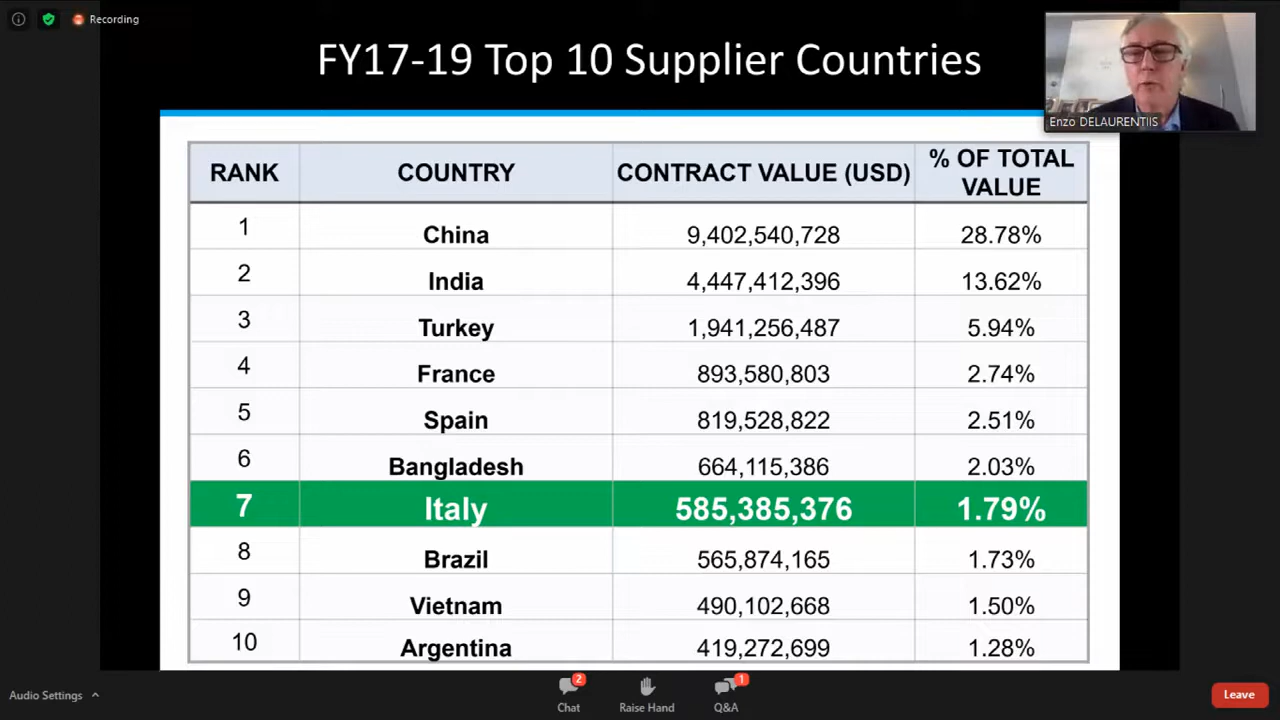 Recording
FY17-19 Top 10 Supplier Countries
Enzo DELAURENTIIS
RANK COUNTRY CONTRACT VALUE (USD) % OF TOTAL VALUE
1 China 9,402,540,728 28.78%
2 India 4,447,412,396 13.62%
3 Turkey 1,941,256,487 5.94%
4 France 893,580,803 2.74%
5 Spain 819,528,822 2.51%
6 Bangladesh 664,115,386 2.03%
7 Italy 585,385,376 1.79%
8 Brazil 565,874,165 1.73%
9 Vietnam 490,102,668 1.50%
10 Argentina 419,272,699 1.28%
2 1
Audio Settings Chat Raise Hand Q&A Leave